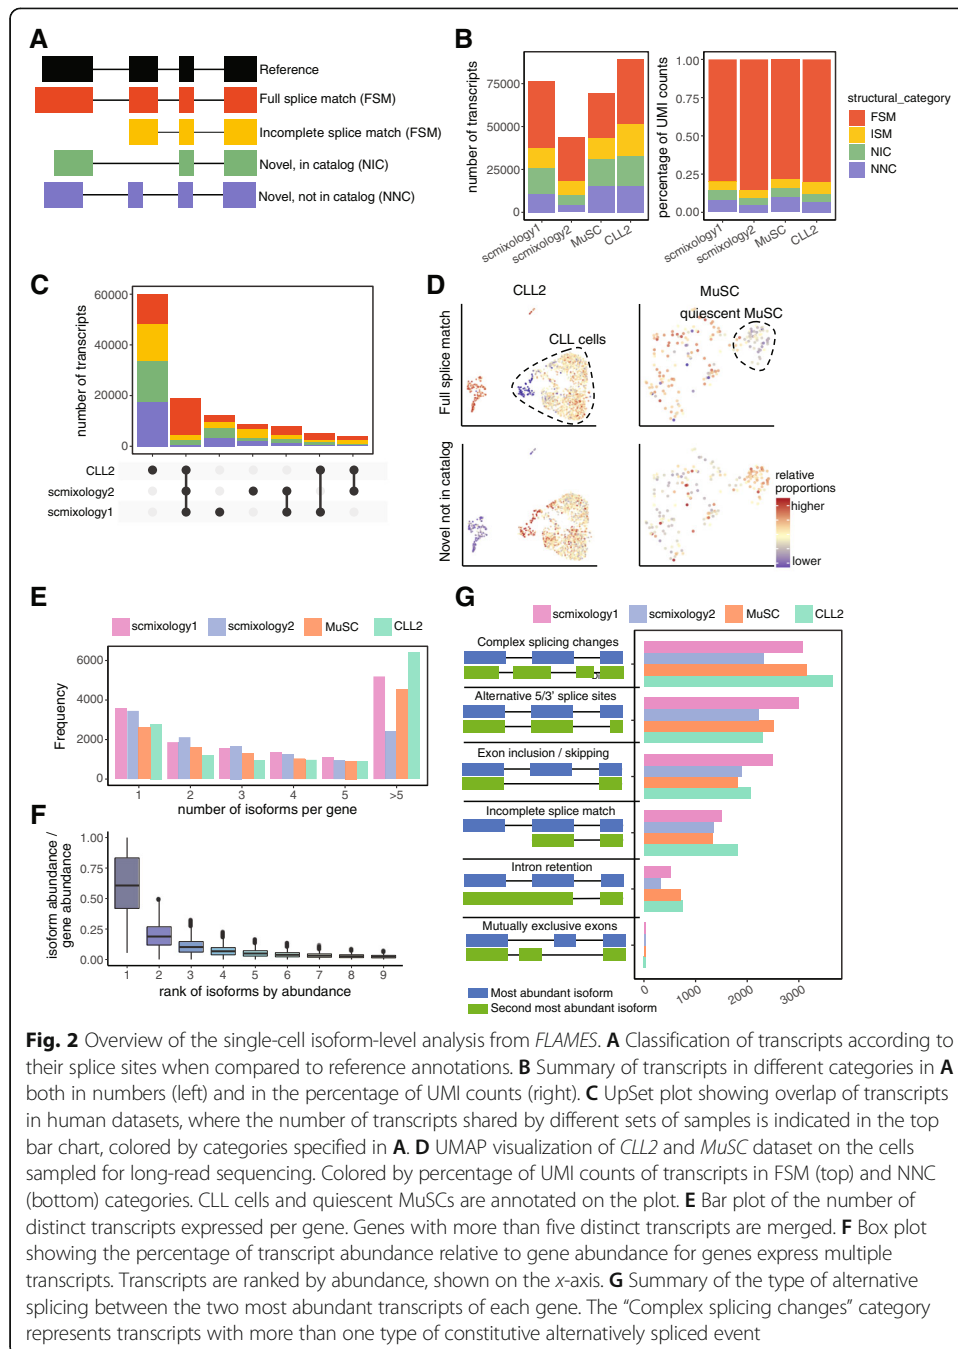 A
Reference
Full splice match (FSM)
Incomplete splice match (FSM)
Novel, in catalog (NIC)
Novel, not in catalog (NNC)
B
number of transcripts
75000
50000
25000
0
scmixology1
scmixology2
MuSC
CLL2
percentage of UMI counts
1.00
0.75
0.50
0.25
0.00
scmixology1
scmixology2
MuSC
CLL2
structural_category
FSM
ISM
NIC
NNC
C
number of transcripts
60000
40000
20000
0
CLL2
scmixology2
scmixology1
D
CLL2
MuSC
quiescent MuSC
CLL cells
Full splice match
Novel not in catalog
relative
proportions
higher
lower
E
scmixology1
scmixology2
MuSC
CLL2
Frequency
6000
4000
2000
0
1
2
3
4
5
>5
number of isoforms per gene
F
isoform abundance /
gene abundance
1.00
0.75
0.50
0.25
0.00
1
2
3
4
5
6
7
8
9
rank of isoforms by abundance
G
scmixology1
scmixology2
MuSC
CLL2
Complex splicing changes
Alternative 5/3' splice sites
Exon inclusion / skipping
Incomplete splice match
Intron retention
Mutually exclusive exons
0
1000
2000
3000
Most abundant isoform
Second most abundant isoform
Fig. 2 Overview of the single-cell isoform-level analysis from FLAMES. A Classification of transcripts according to
their splice sites when compared to reference annotations. B Summary of transcripts in different categories in A
both in numbers (left) and in the percentage of UMI counts (right). C UpSet plot showing overlap of transcripts
in human datasets, where the number of transcripts shared by different sets of samples is indicated in the top
bar chart, colored by categories specified in A. D UMAP visualization of CLL2 and MuSC dataset on the cells
sampled for long-read sequencing. Colored by percentage of UMI counts of transcripts in FSM (top) and NNC
(bottom) categories. CLL cells and quiescent MuSCs are annotated on the plot. E Bar plot of the number of
distinct transcripts expressed per gene. Genes with more than five distinct transcripts are merged. F Box plot
showing the percentage of transcript abundance relative to gene abundance for genes express multiple
transcripts. Transcripts are ranked by abundance, shown on the x-axis. G Summary of the type of alternative
splicing between the two most abundant transcripts of each gene. The “Complex splicing changes” category
represents transcripts with more than one type of constitutive alternatively spliced event